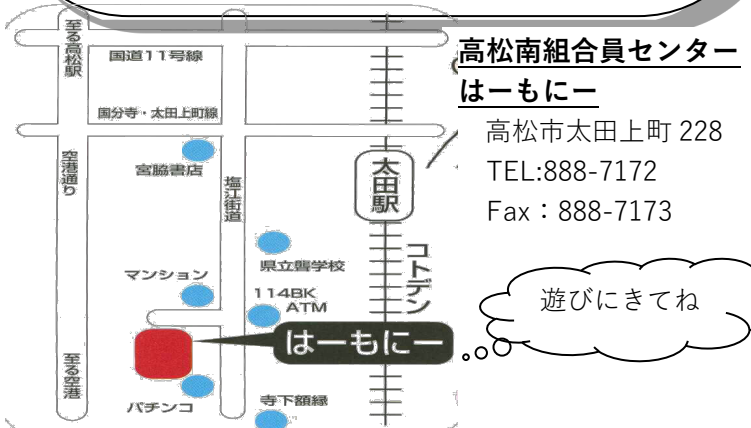 至る高松駅
国道11号線
国分寺・太田上町線
空港通り
宮脇書店
塩江街道
太田駅
コトデン
県立聾学校
マンション
114BK
ATM
はーもにー
至る空港
パチンコ
寺下額縁
高松南組合員センター
はーもにー
高松市太田上町 228
TEL:888-7172
Fax：888-7173
遊びにきてね